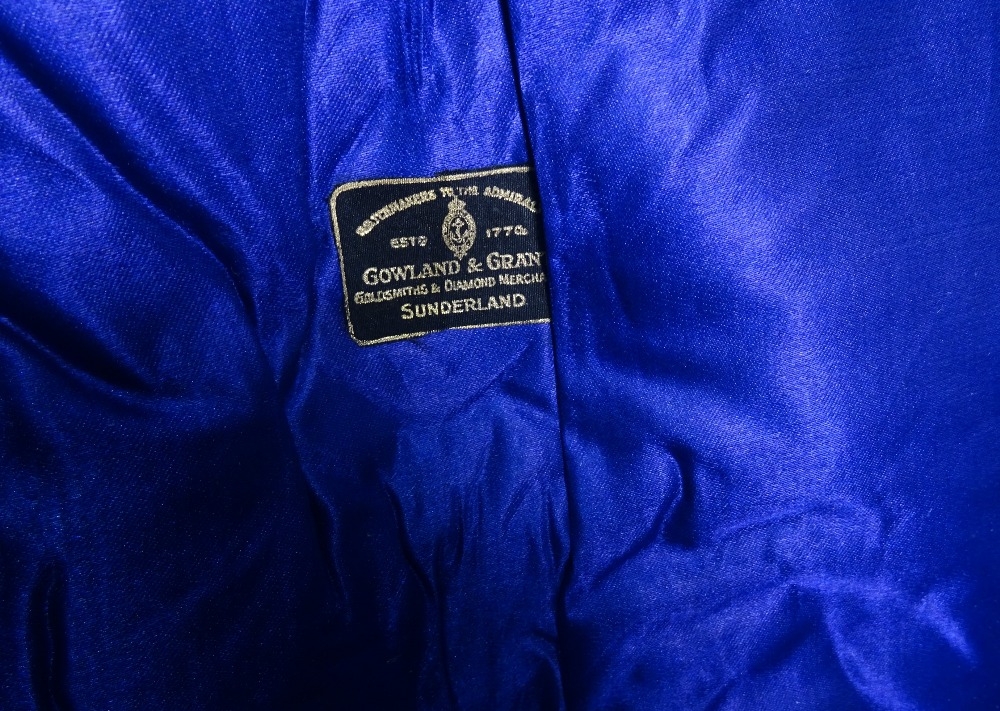 WATCHMAKERS TO THE ADMIRAL
ESTD 1770
GOWLAND & GRAN
GOLDSMITHS & DIAMOND MERCHA
SUNDERLAND